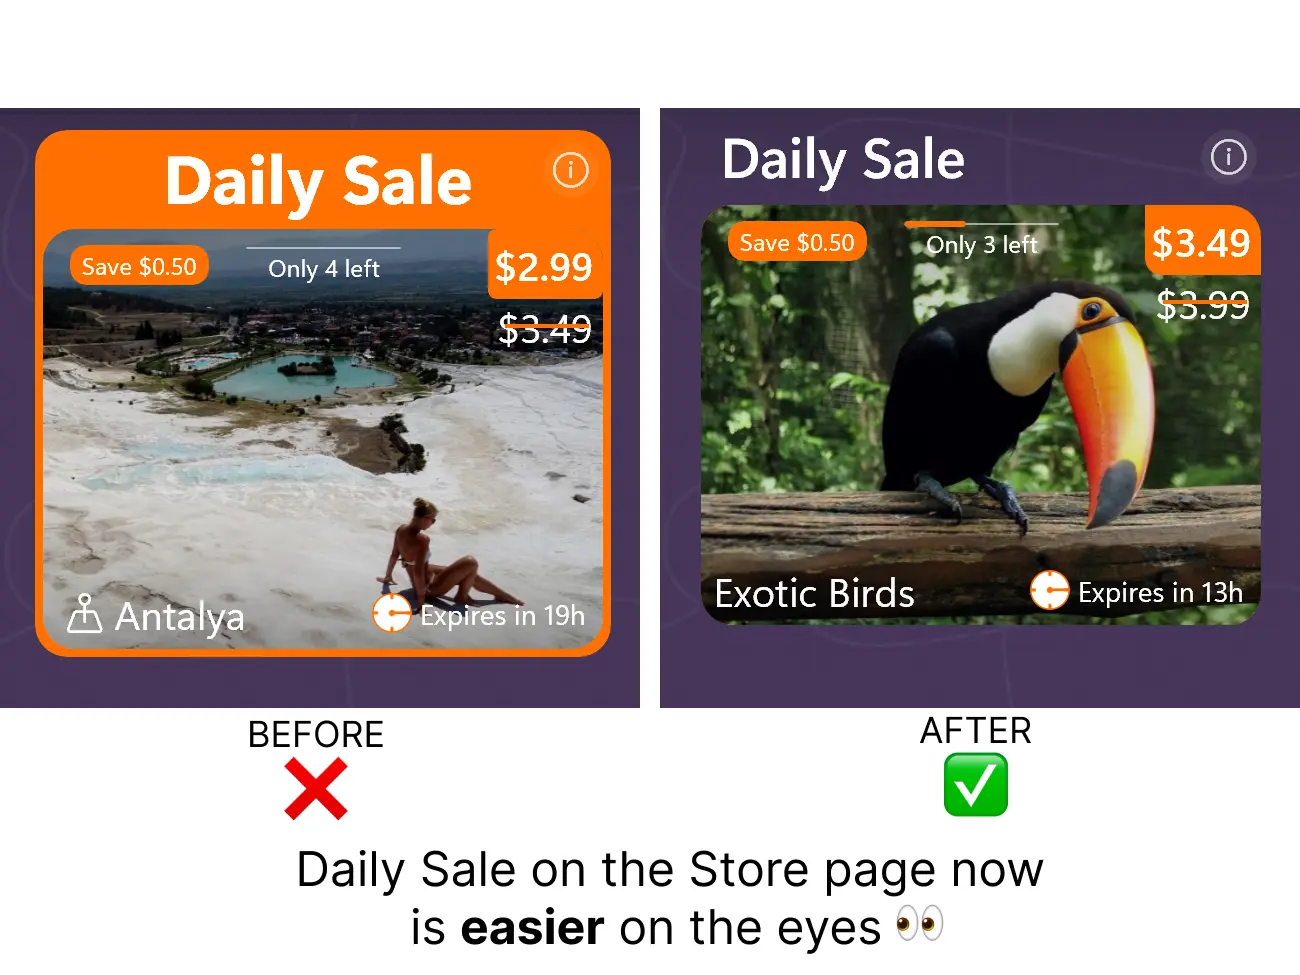 Daily Sale
Save $0.50
Only 4 left
$2.99
$3.49
Antalya
Expires in 19h
BEFORE
Daily Sale
Save $0.50
Only 3 left
$3.49
$3.99
Exotic Birds
Expires in 13h
AFTER
Daily Sale on the Store page now
is easier on the eyes 👀